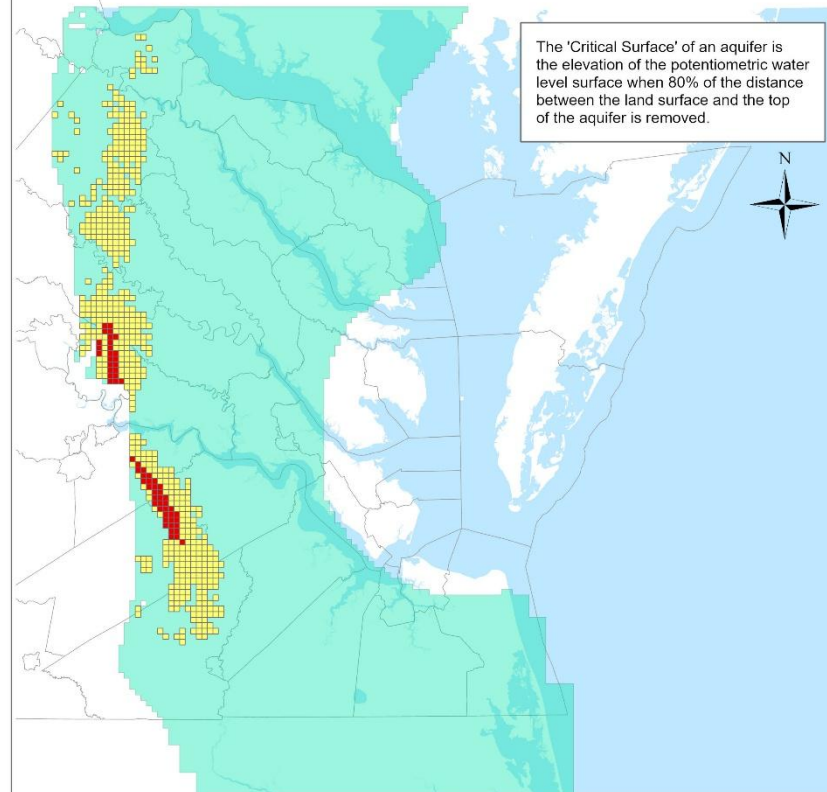 The 'Critical Surface' of an aquifer is
the elevation of the potentiometric water
level surface when 80% of the distance
between the land surface and the top
of the aquifer is removed.
N